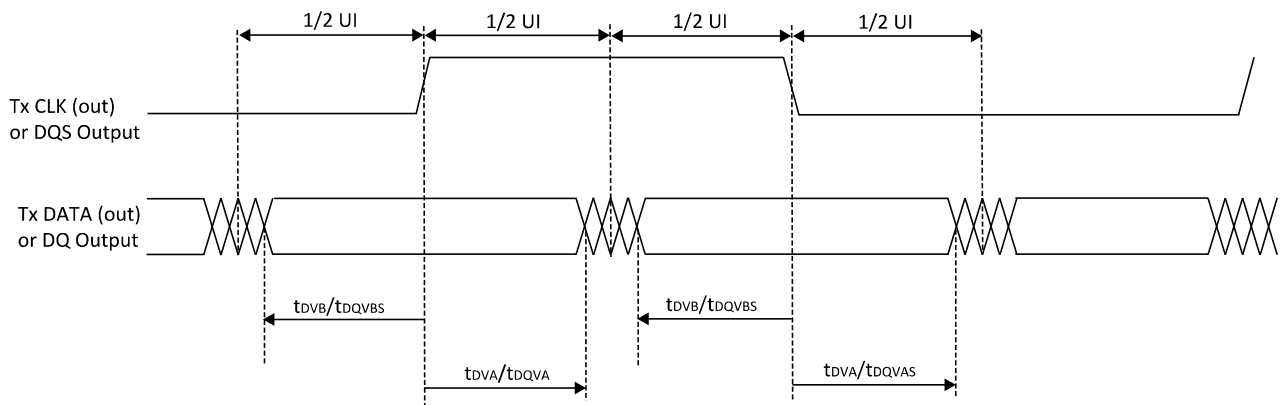 1/2 UI
1/2 UI
1/2 UI
1/2 UI
Tx CLK (out)
or DQS Output
Tx DATA (out)
or DQ Output
tDVB/tDQVBS
tDVB/tDQVBS
tDVA/tDQVA
tDVA/tDQVAS